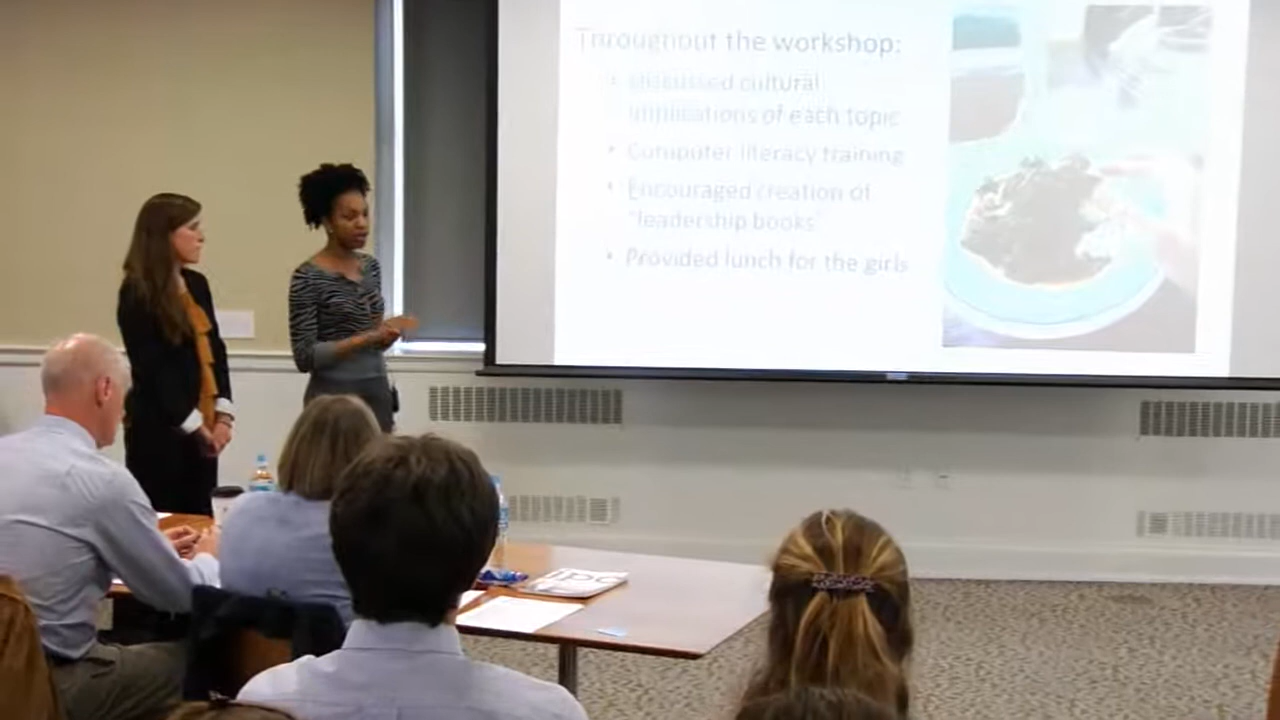 Throughout the workshop:
• Discussed cultural
implications of each topic
• Computer literacy training
• Encouraged creation of
"leadership books"
• Provided lunch for the girls